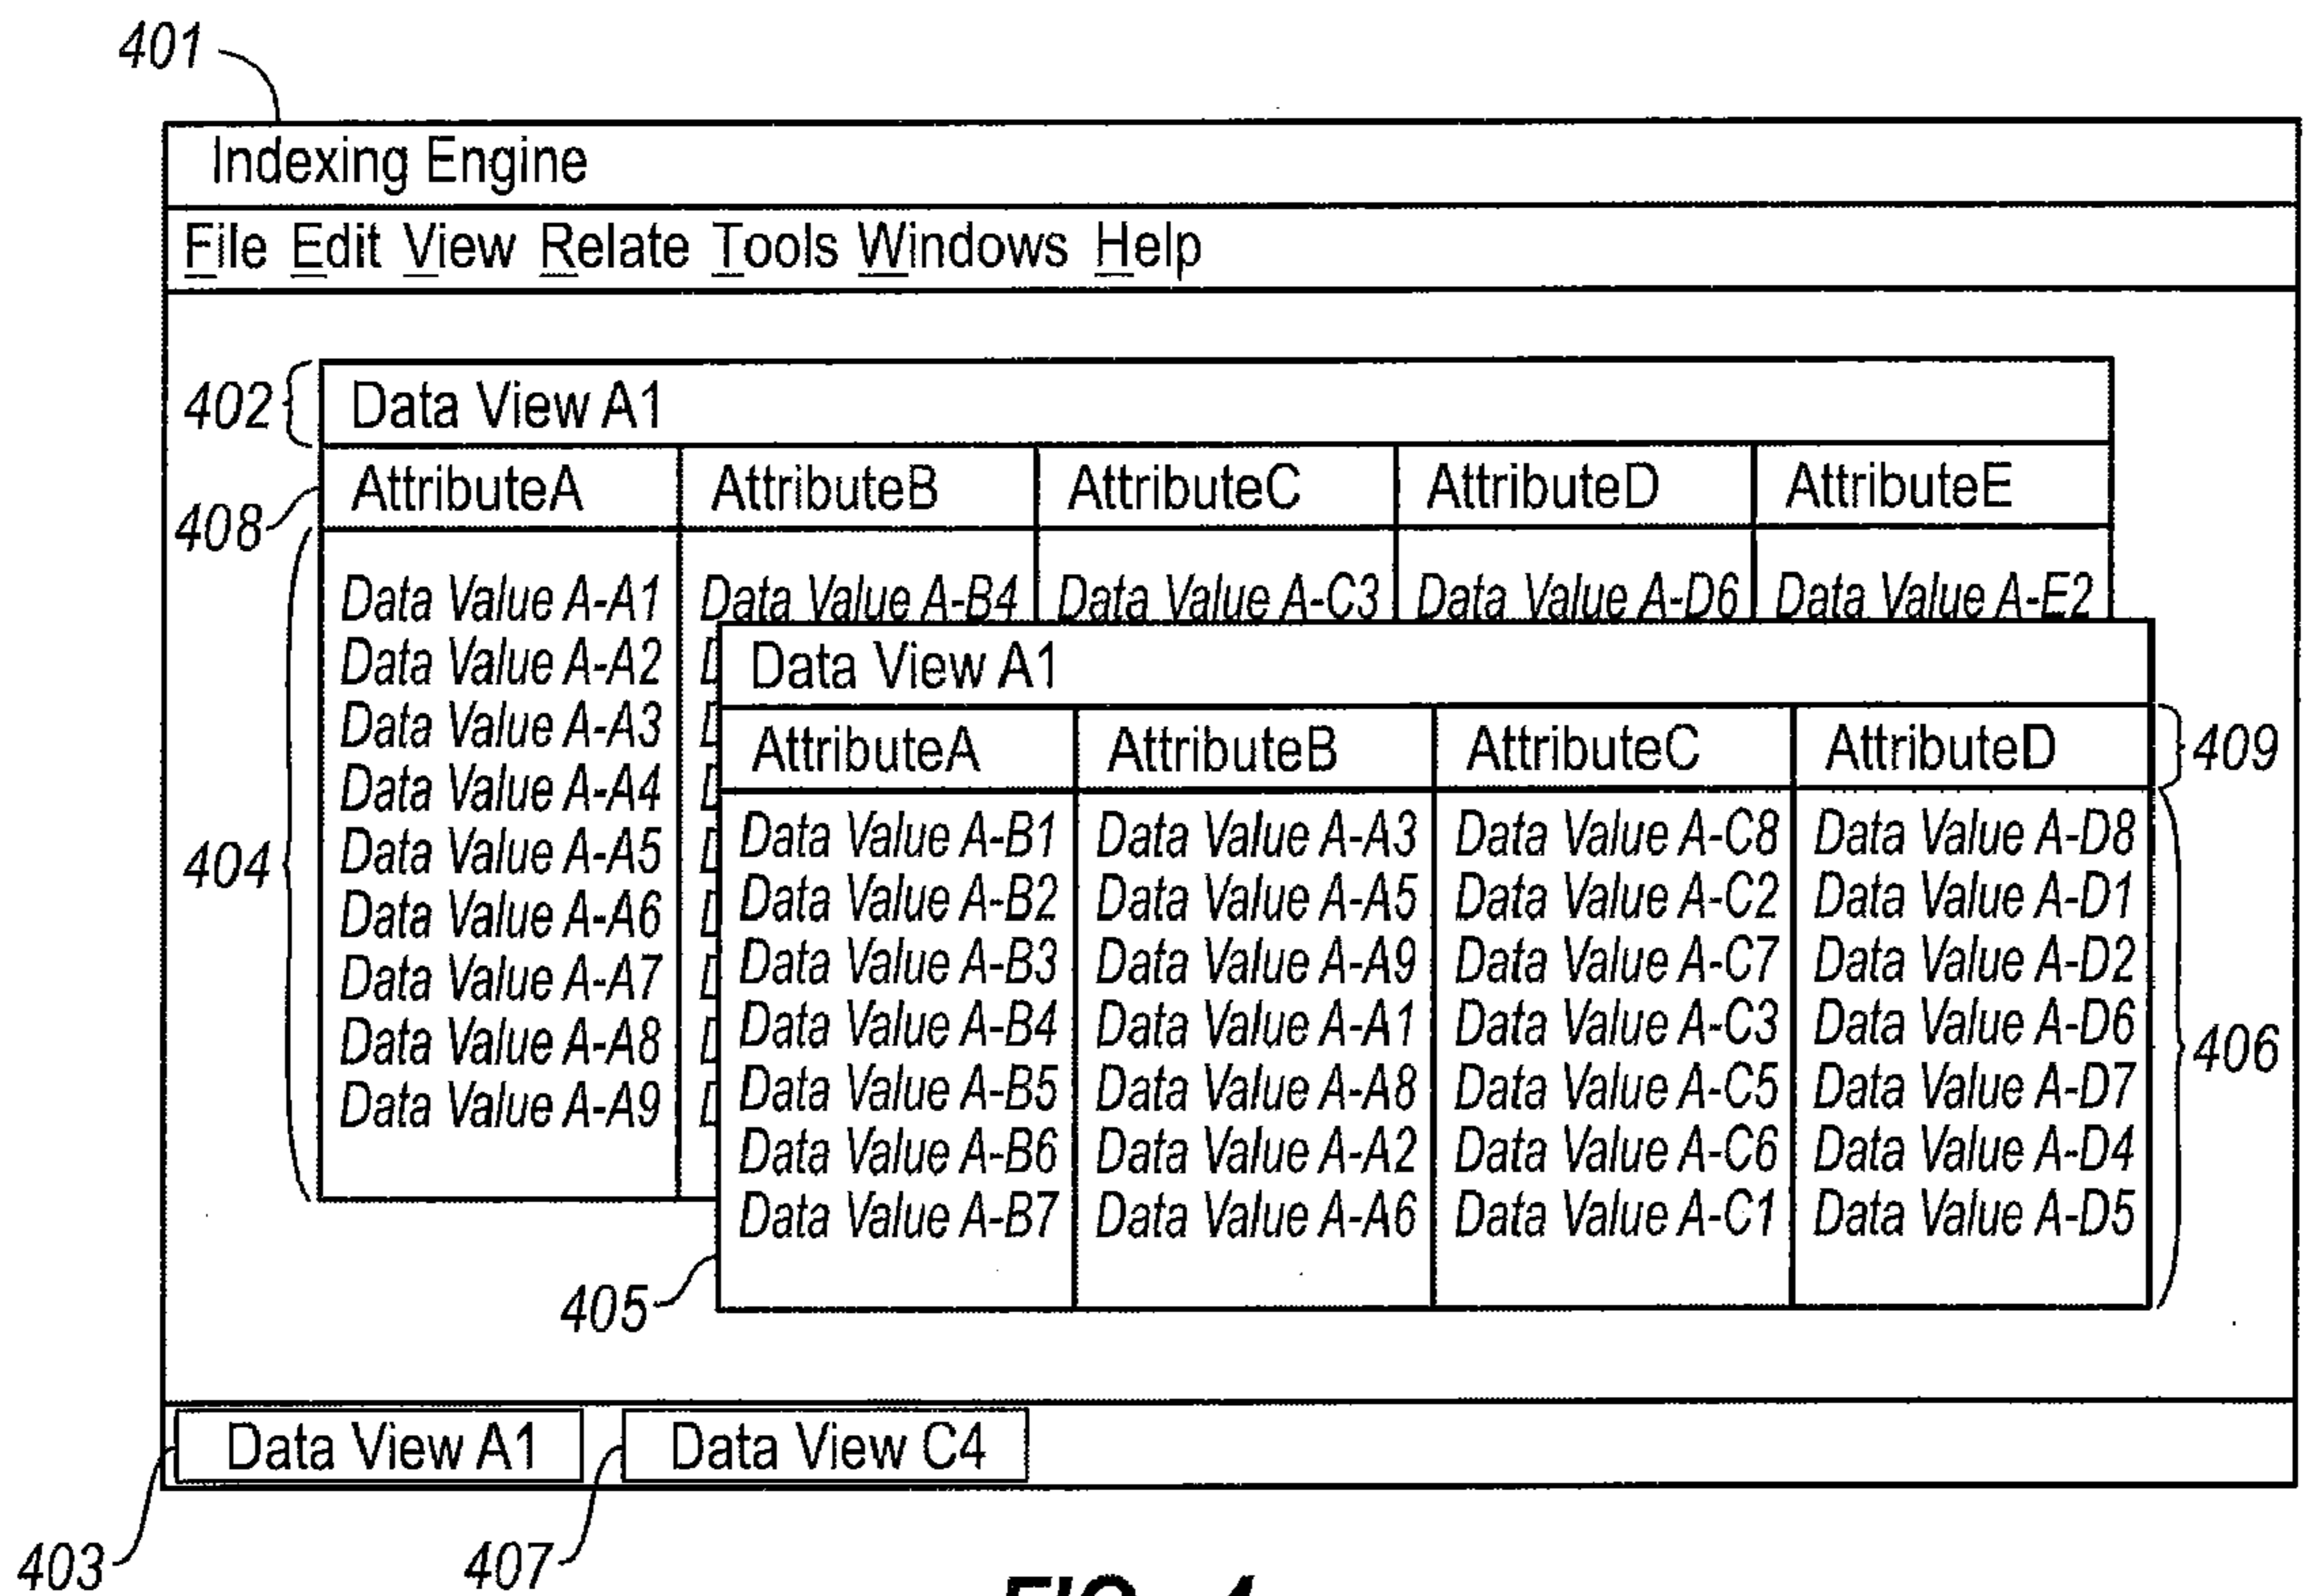 401
Indexing Engine
File Edit View Relate Tools Windows Help
402
Data View A1
408
AttributeA AttributeB AttributeC AttributeD AttributeE
404
Data Value A-A1 Data Value A-B4 Data Value A-C3 Data Value A-D6 Data Value A-E2
Data Value A-A2
Data Value A-A3
Data Value A-A4
Data Value A-A5
Data Value A-A6
Data Value A-A7
Data Value A-A8
Data Value A-A9
Data View A1
AttributeA AttributeB AttributeC AttributeD
409
Data Value A-B1 Data Value A-A3 Data Value A-C8 Data Value A-D8
Data Value A-B2 Data Value A-A5 Data Value A-C2 Data Value A-D1
Data Value A-B3 Data Value A-A9 Data Value A-C7 Data Value A-D2
Data Value A-B4 Data Value A-A1 Data Value A-C3 Data Value A-D6
Data Value A-B5 Data Value A-A8 Data Value A-C5 Data Value A-D7
Data Value A-B6 Data Value A-A2 Data Value A-C6 Data Value A-D4
Data Value A-B7 Data Value A-A6 Data Value A-C1 Data Value A-D5
406
405
Data View A1 Data View C4
403
407